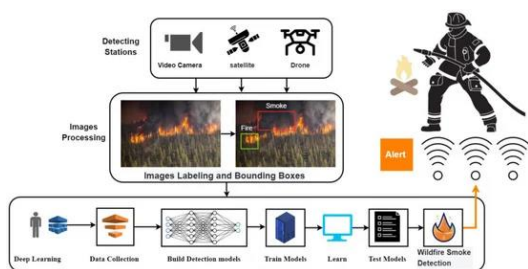 Detecting
Stations
Video Camera
satellite
Drone
Images
Processing
Smoke
Fire
Images Labeling and Bounding Boxes
Alert
Deep Learning
Data Collection
Build Detection models
Train Models
Learn
Test Models
Wildfire Smoke
Detection